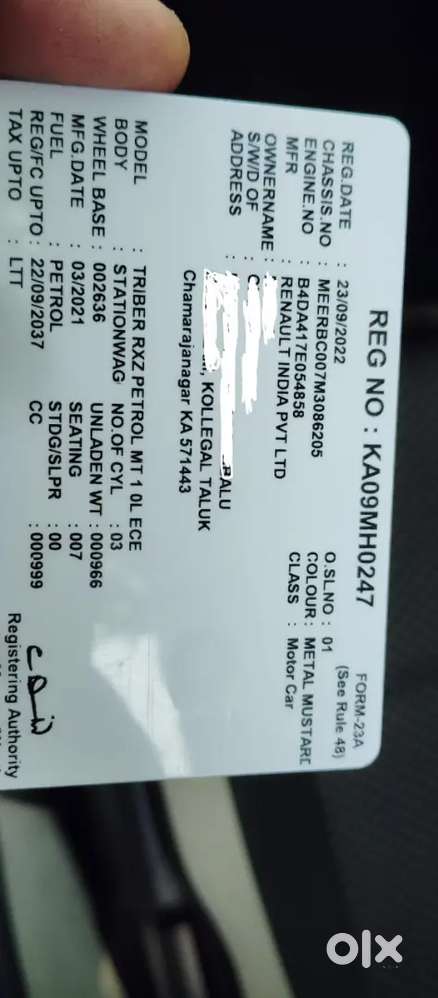 FORM-23A
(See Rule 48)
REG NO : KA09MH0247
REG.DATE : 23/09/2022 O.SL.NO : 01
CHASSIS.NO : MEERBC007M3086205 COLOUR : METAL MUSTARD
ENGINE.NO : B4DA417E054858 CLASS : Motor Car
MFR : RENAULT INDIA PVT LTD
OWNERNAME :
S/W/D OF :
ADDRESS :
, KOLLEGAL TALUK
Chamarajanagar KA 571443
MODEL : TRIBER RXZ PETROL MT 1 0L ECE
BODY : STATIONWAG NO.OF CYL : 03
WHEEL BASE : 002636 UNLADEN WT : 000966
MFG.DATE : 03/2021 SEATING : 007
FUEL : PETROL STDG/SLPR : 00
REG/FC UPTO : 22/09/2037 CC : 000999
TAX UPTO : LTT
Registering Authority
olx